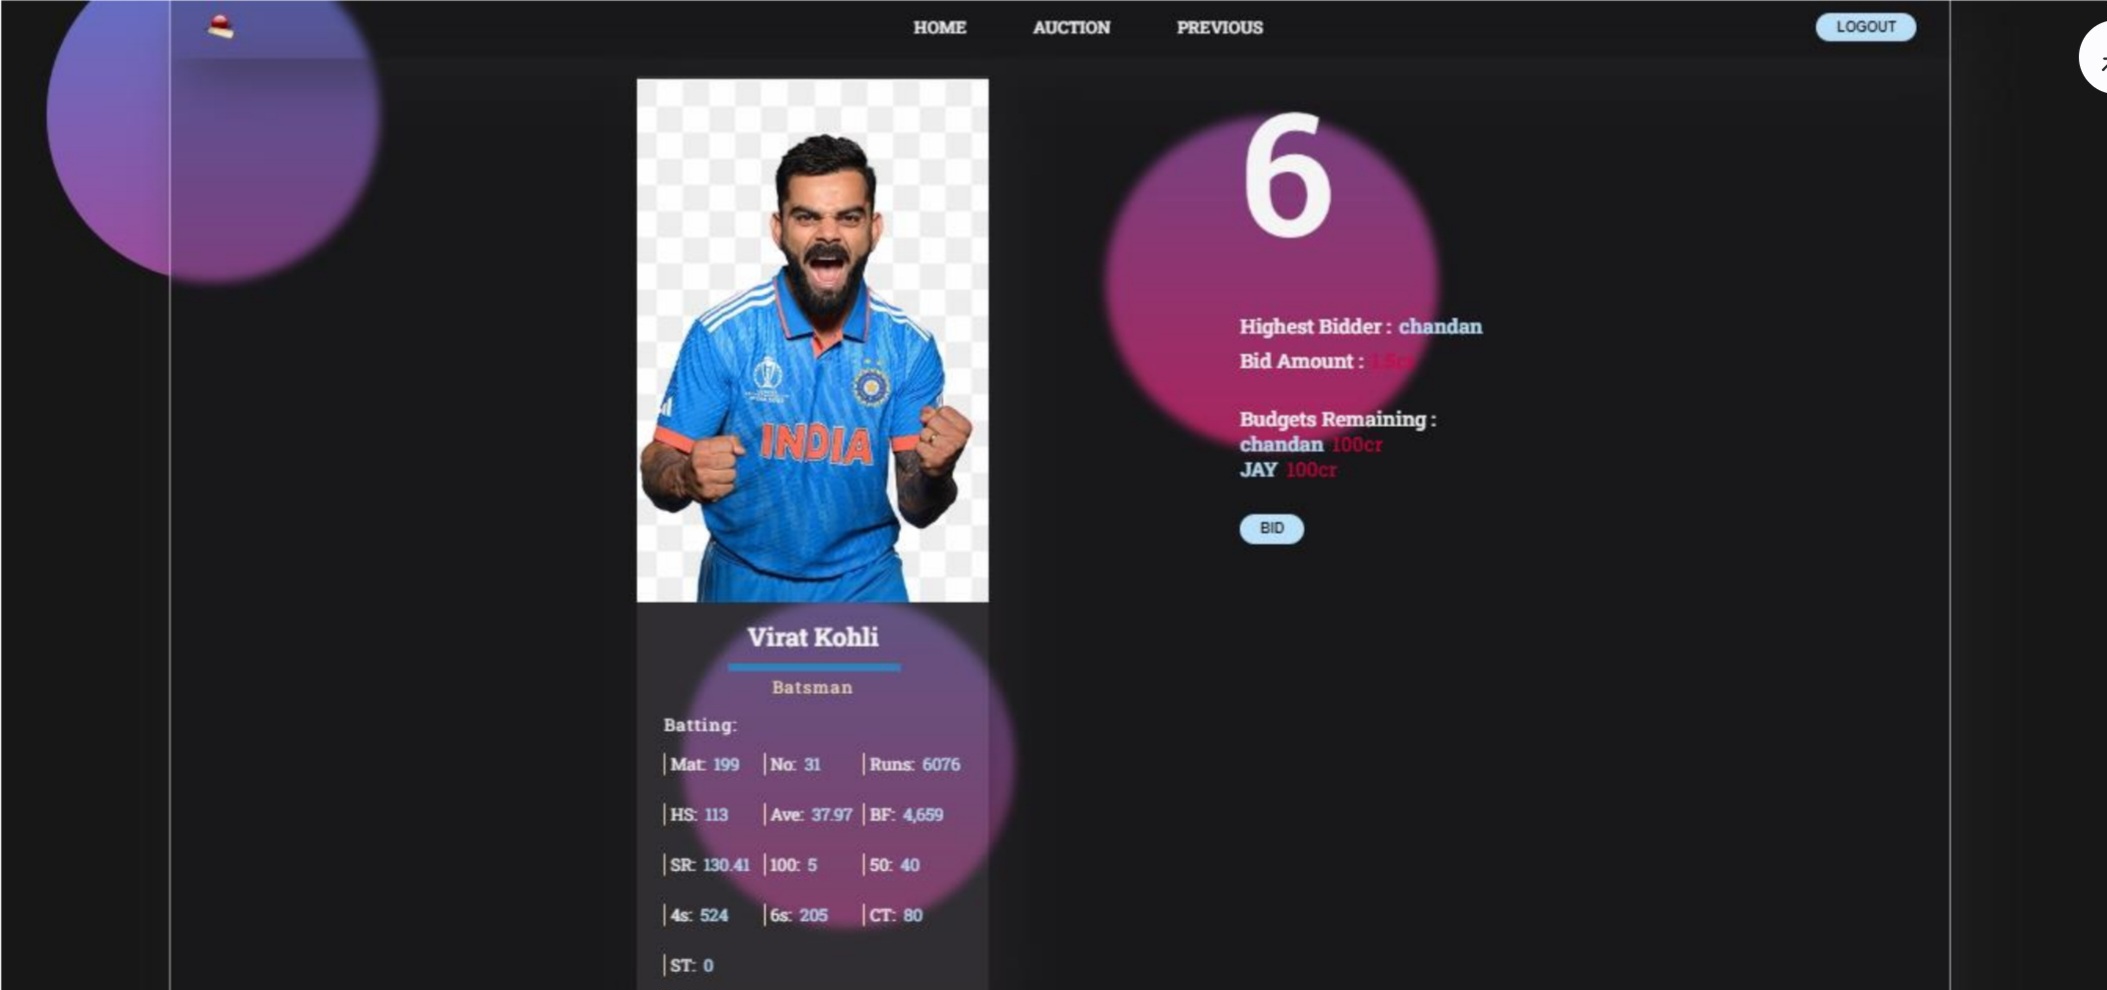 HOME AUCTION PREVIOUS LOGOUT
6
Highest Bidder : chandan
Bid Amount :
Budgets Remaining :
chandan 100cr
JAY 100cr
BID
INDIA
Virat Kohli
Batsman
Batting:
Mat: 199 No: 31 Runs: 6076
HS: 113 Ave: 37.97 BF: 4,659
SR: 130.41 100: 5 50: 40
4s: 524 6s: 205 CT: 80
ST: 0